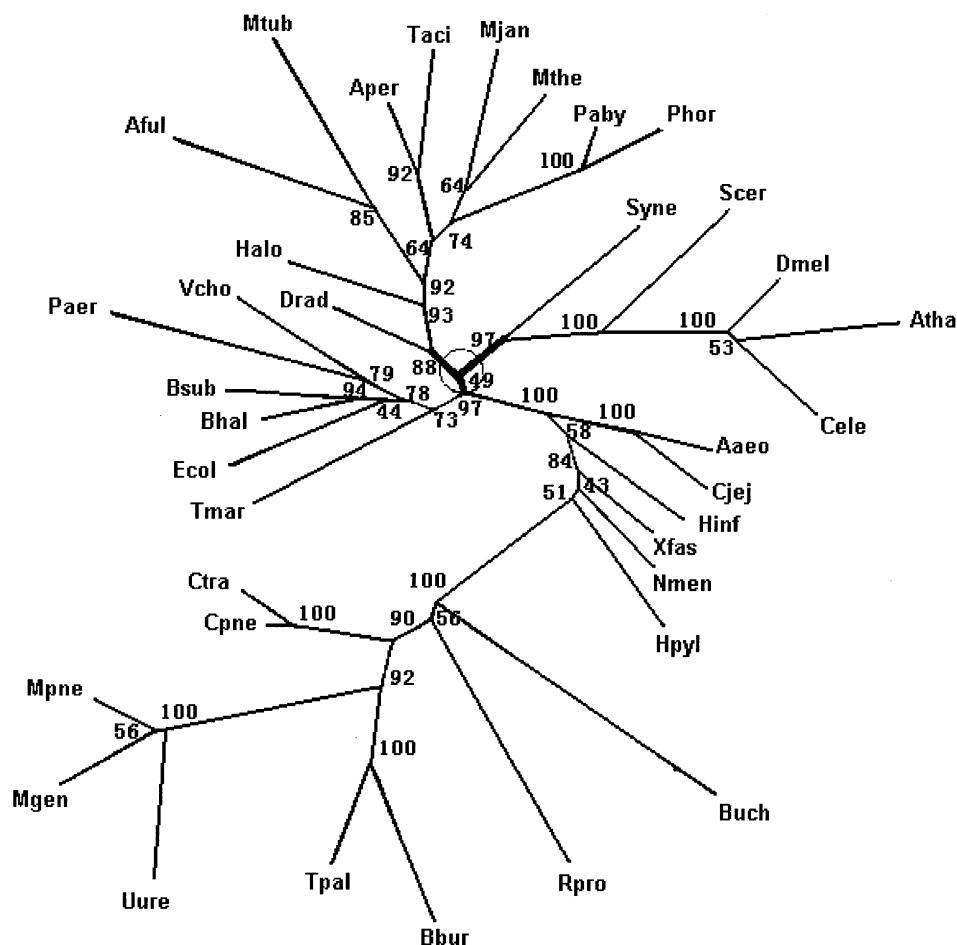 Mtub
Taci
Mjan
Aper
Mthe
Paby
Phor
Aful
100
92
64
85
Syne
Scer
64
74
Halo
Vcho
92
Dmel
Drad
Paer
93
100
100
Atha
97
53
88
79
49
Bsub
94
78
97
100
Bhal
44
73
100
Cele
58
Aaeo
Ecol
84
Tmar
51
43
Cjej
Hinf
Xfas
Nmen
Ctra
100
Cpne
100
90
56
Hpyl
Mpne
92
100
56
100
Mgen
Buch
Uure
Tpal
Rpro
Bbur